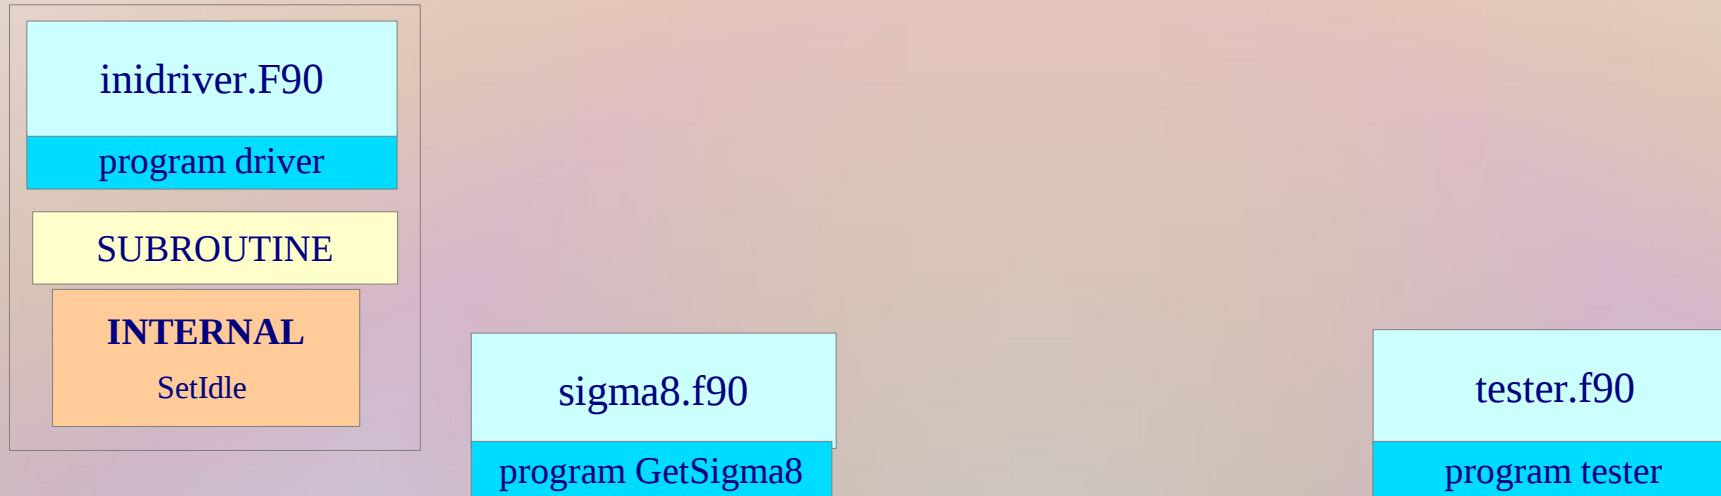 inidriver.F90
program driver
SUBROUTINE
INTERNAL
SetIdle
sigma8.f90
program GetSigma8
tester.f90
program tester